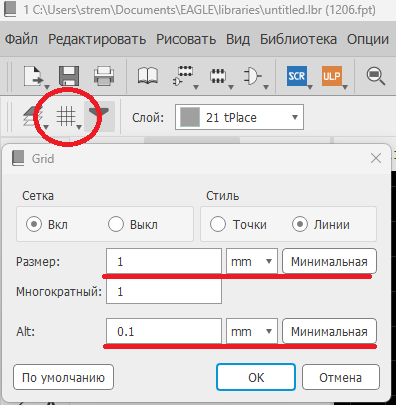 1 C:\Users\strem\Documents\EAGLE\libraries\untitled.lbr (1206.fpt)
Файл Редактировать Рисовать Вид Библиотека Опции
SCR ULP
Слой: 21 tPlace
Grid
Сетка Стиль
Вкл Выкл Точки Линии
Размер: 1 mm Минимальная
Многократный: 1
Alt: 0.1 mm Минимальная
По умолчанию OK Отмена